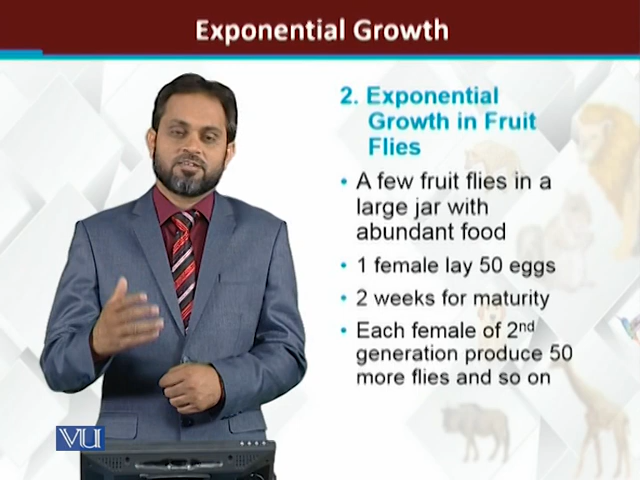 Exponential Growth
2. Exponential
Growth in Fruit
Flies
• A few fruit flies in a
large jar with
abundant food
• 1 female lay 50 eggs
• 2 weeks for maturity
• Each female of 2nd
generation produce 50
more flies and so on
VU